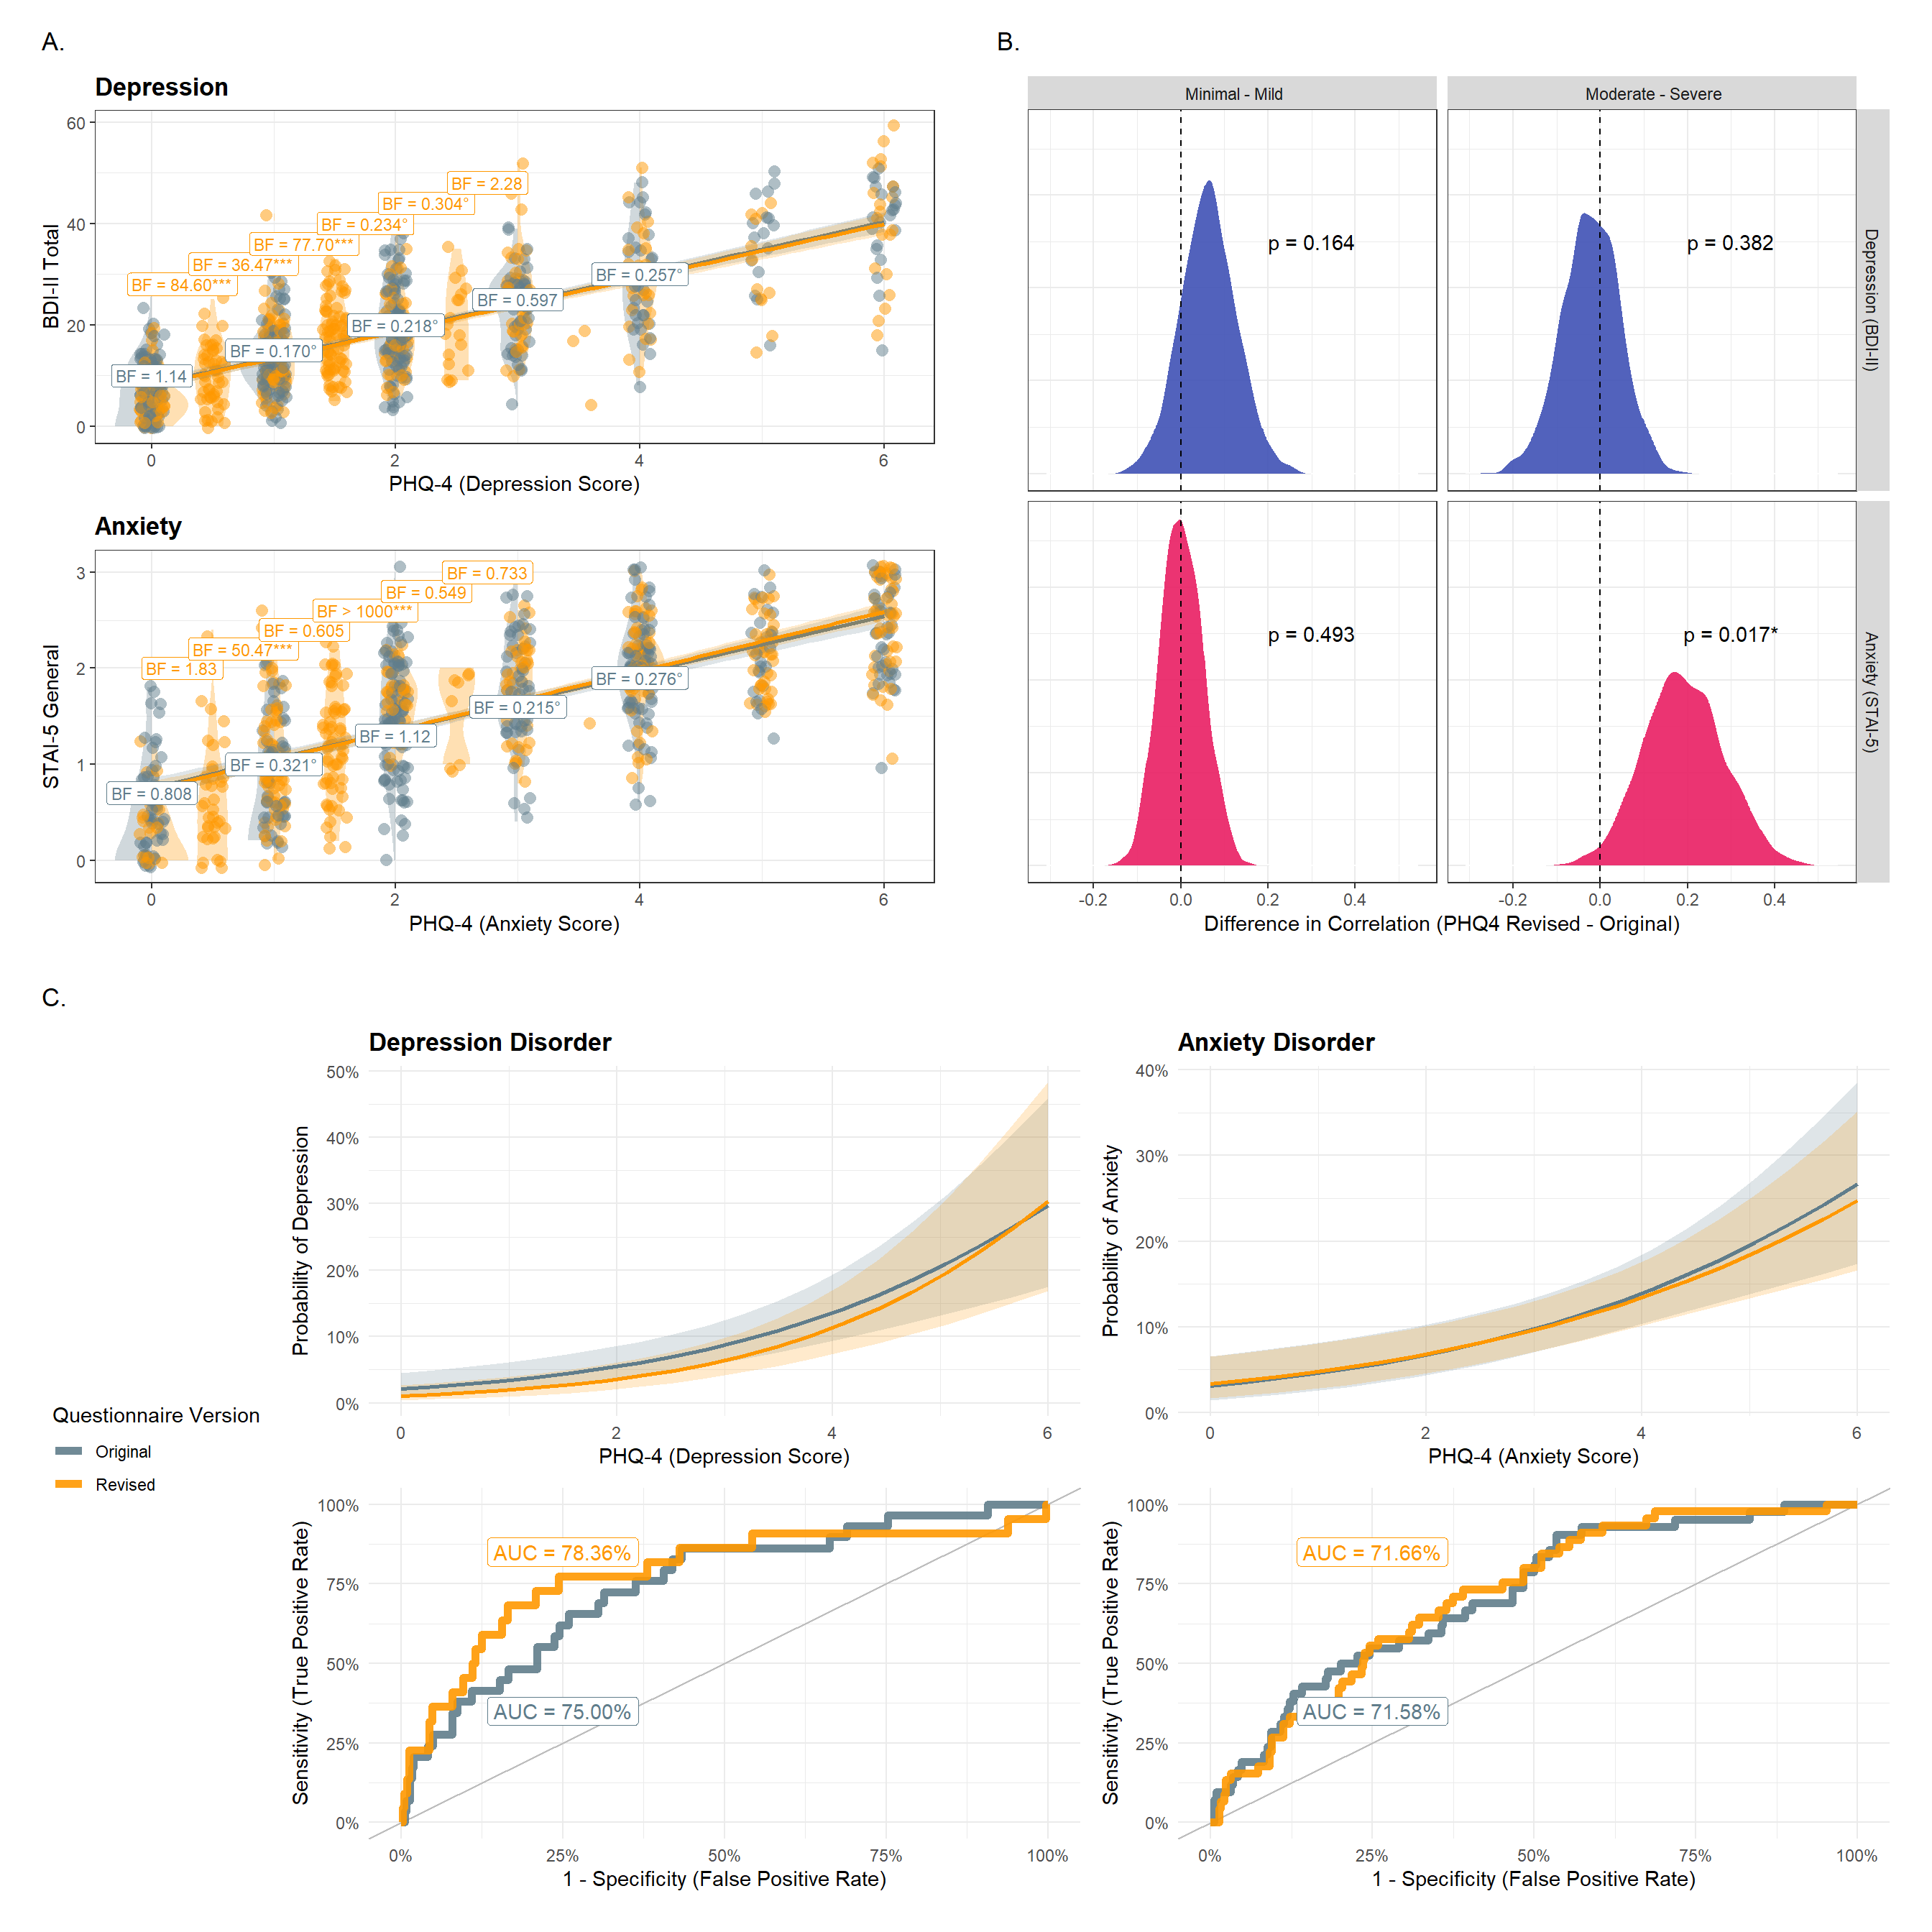 A.
Depression
BDI-II Total
60
40
20
0
BF = 2.28
BF = 0.304°
BF = 0.234°
BF = 77.70***
BF = 36.47***
BF = 84.60***
BF = 0.257°
BF = 0.597
BF = 0.218°
BF = 0.170°
BF = 1.14
0 2 4 6
PHQ-4 (Depression Score)
Anxiety
STAI-5 General
3
2
1
0
BF = 0.733
BF = 0.549
BF > 1000***
BF = 0.605
BF = 50.47***
BF = 1.83
BF = 0.276°
BF = 0.215°
BF = 1.12
BF = 0.321°
BF = 0.808
0 2 4 6
PHQ-4 (Anxiety Score)
B.
Minimal - Mild
Moderate - Severe
p = 0.164
p = 0.382
Depression (BDI-II)
p = 0.493
p = 0.017*
Anxiety (STAI-5)
-0.2 0.0 0.2 0.4
-0.2 0.0 0.2 0.4
Difference in Correlation (PHQ4 Revised - Original)
C.
Questionnaire Version
Original
Revised
Depression Disorder
Probability of Depression
50%
40%
30%
20%
10%
0%
0 2 4 6
PHQ-4 (Depression Score)
Anxiety Disorder
Probability of Anxiety
40%
30%
20%
10%
0%
0 2 4 6
PHQ-4 (Anxiety Score)
Sensitivity (True Positive Rate)
100%
75%
50%
25%
0%
AUC = 78.36%
AUC = 75.00%
0% 25% 50% 75% 100%
1 - Specificity (False Positive Rate)
Sensitivity (True Positive Rate)
100%
75%
50%
25%
0%
AUC = 71.66%
AUC = 71.58%
0% 25% 50% 75% 100%
1 - Specificity (False Positive Rate)